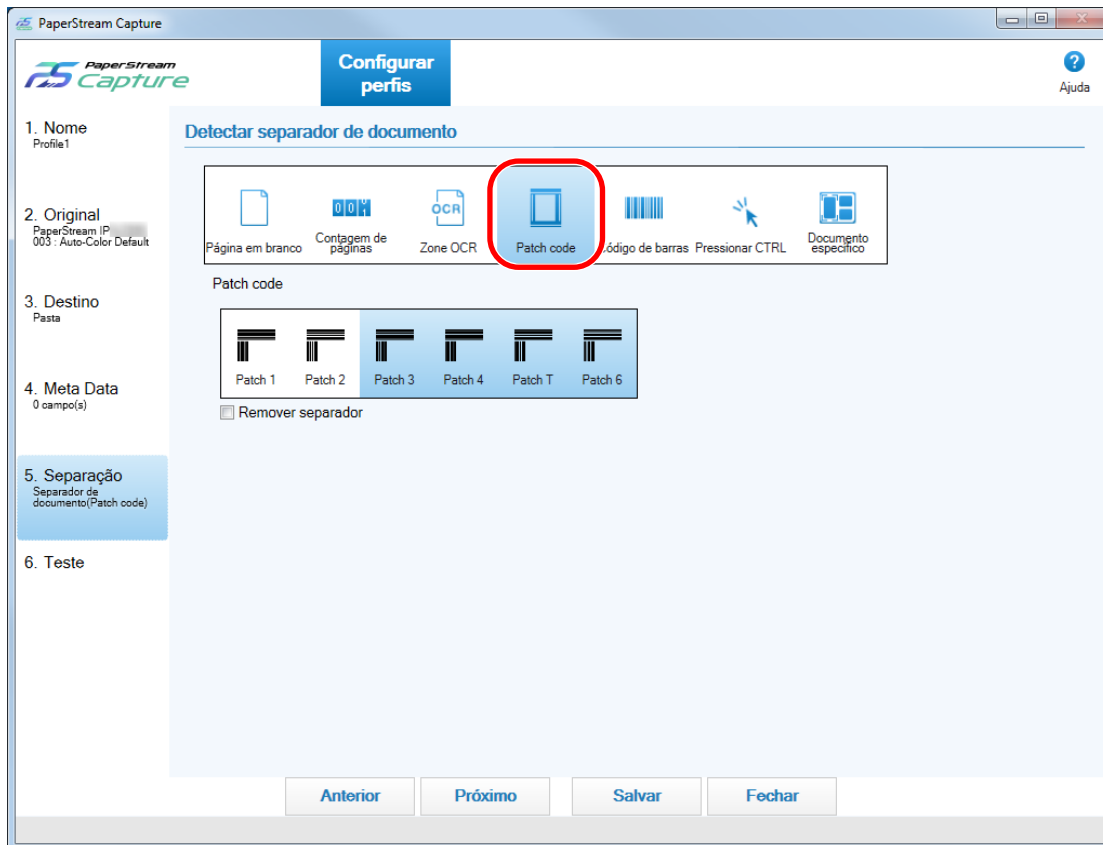 PaperStream Capture
PaperStream
Capture
Configurar
perfis
?
Ajuda
1. Nome
Profile1
2. Original
PaperStream IP
003 : Auto-Color Default
3. Destino
Pasta
4. Meta Data
0 campo(s)
5. Separação
Separador de
documento(Patch code)
6. Teste
Detectar separador de documento
Página em branco
Contagem de
páginas
OCR
Zone OCR
Patch code
código de barras
Pressionar CTRL
Documento
específico
Patch code
Patch 1
Patch 2
Patch 3
Patch 4
Patch T
Patch 6
Remover separador
Anterior
Próximo
Salvar
Fechar